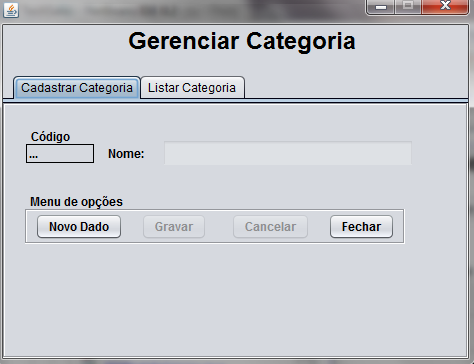 Gerenciar Categoria
Cadastrar Categoria Listar Categoria
Código
... Nome:
Menu de opções
Novo Dado Gravar Cancelar Fechar